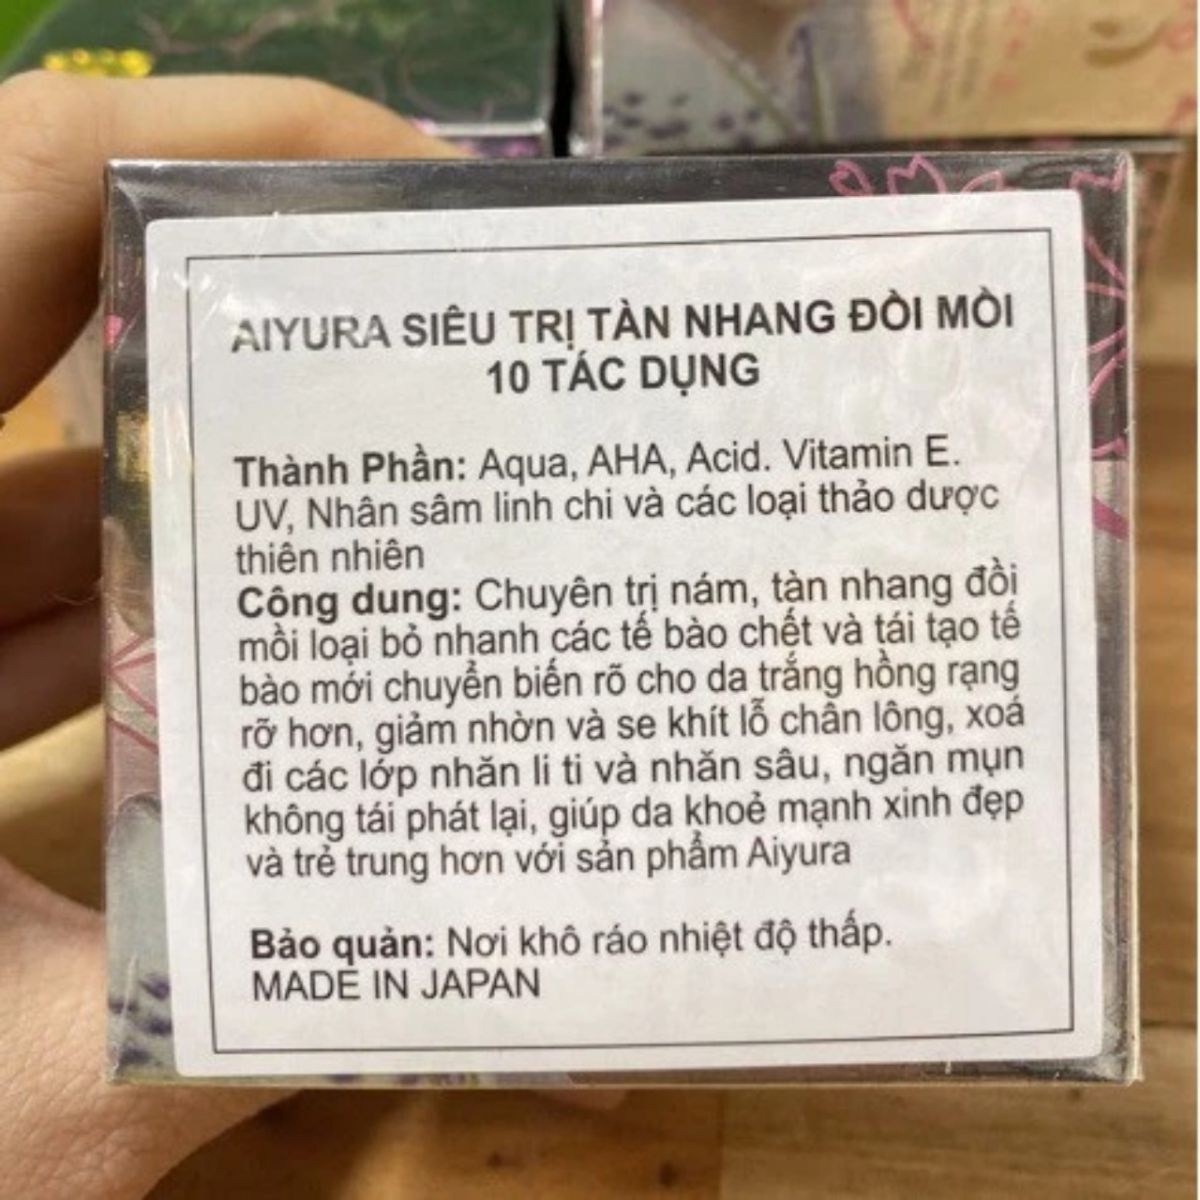 AIYURA SIÊU TRỊ TÀN NHANG ĐỒI MỒI
10 TÁC DỤNG
Thành Phần: Aqua, AHA, Acid. Vitamin E.
UV, Nhân sâm linh chi và các loại thảo dược
thiên nhiên
Công dung: Chuyên trị nám, tàn nhang đồi
mồi loại bỏ nhanh các tế bào chết và tái tạo tế
bào mới chuyển biến rõ cho da trắng hồng rạng
rỡ hơn, giảm nhờn và se khít lỗ chân lông, xoá
đi các lớp nhăn li ti và nhăn sâu, ngăn mụn
không tái phát lại, giúp da khoẻ mạnh xinh đẹp
và trẻ trung hơn với sản phẩm Aiyura
Bảo quản: Nơi khô ráo nhiệt độ thấp.
MADE IN JAPAN